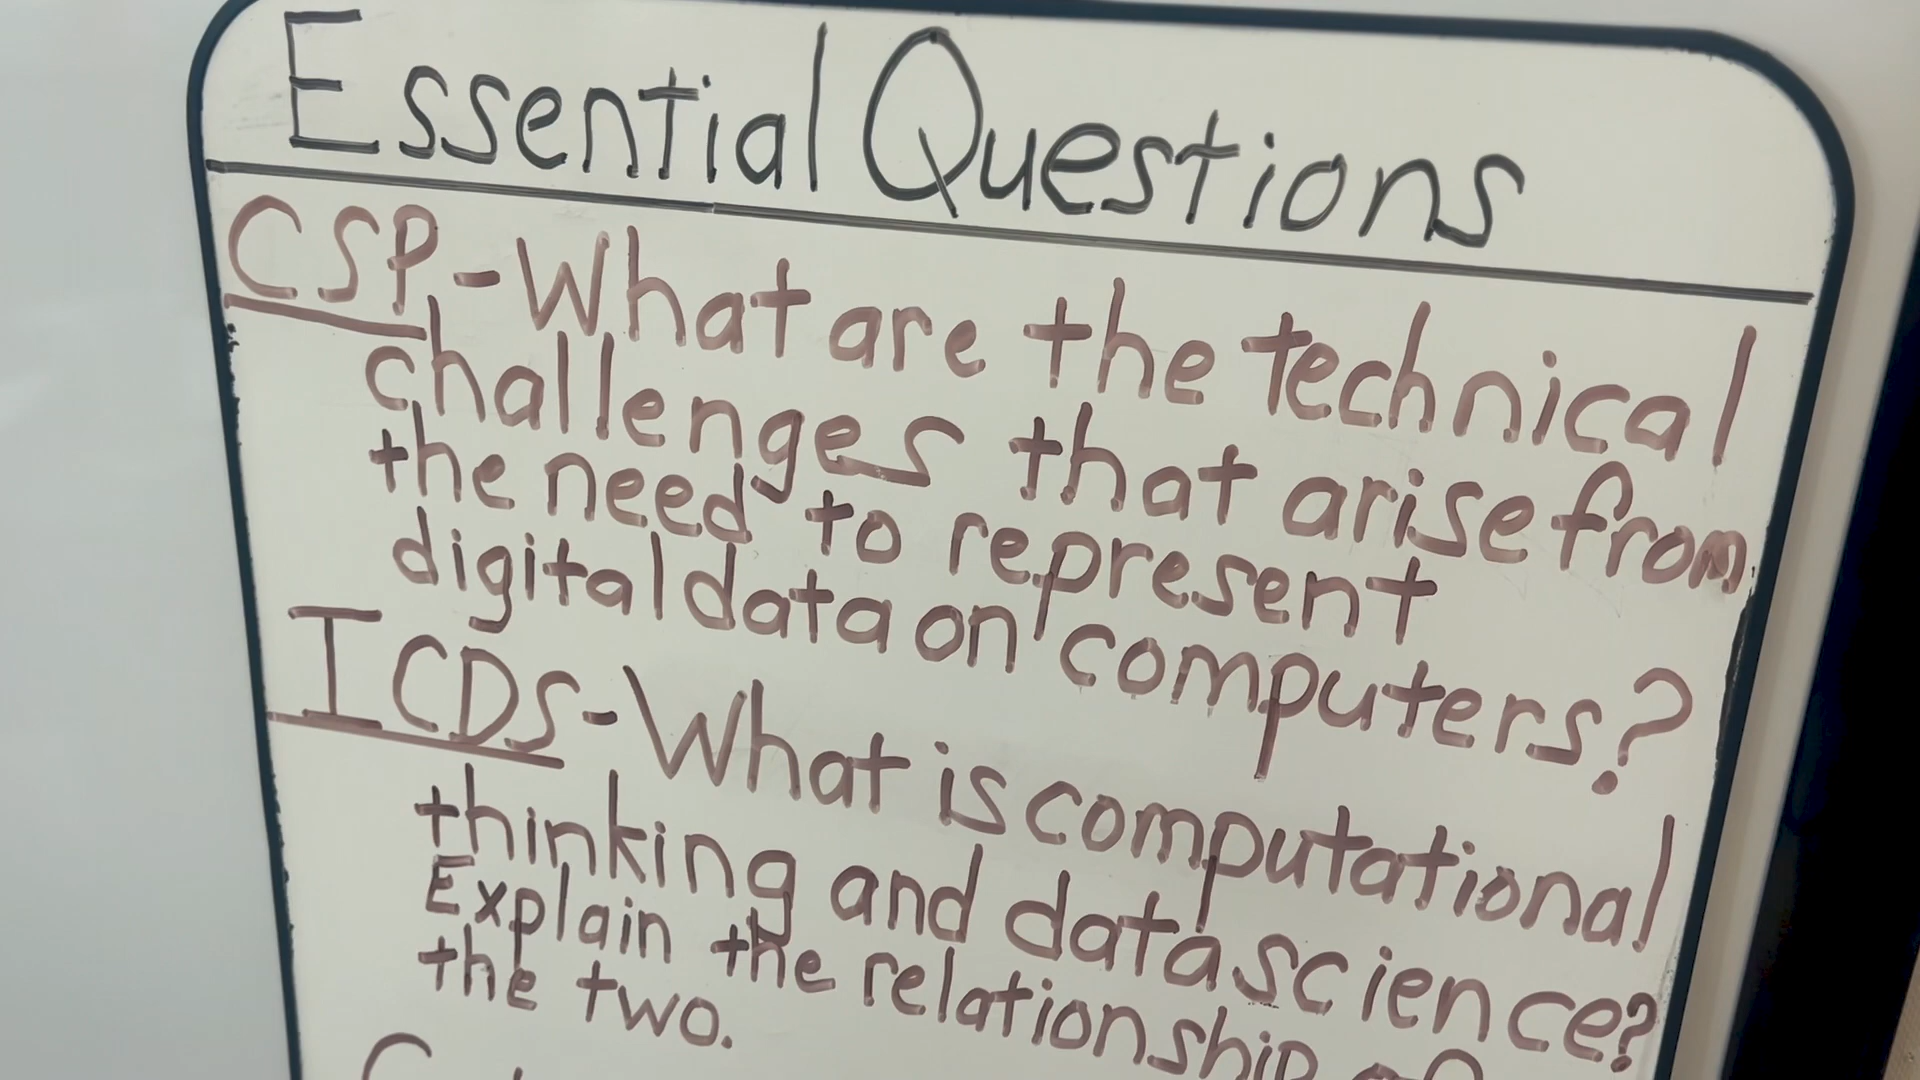 Essential Questions
CSP - What are the technical
challenges that arise from
the need to represent
digital data on computers?
ICDS - What is computational
thinking and data science?
Explain the relationship of
the two.